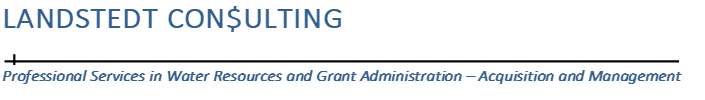 LANDSTEDT CON$ULTING
Professional Services in Water Resources and Grant Administration – Acquisition and Management